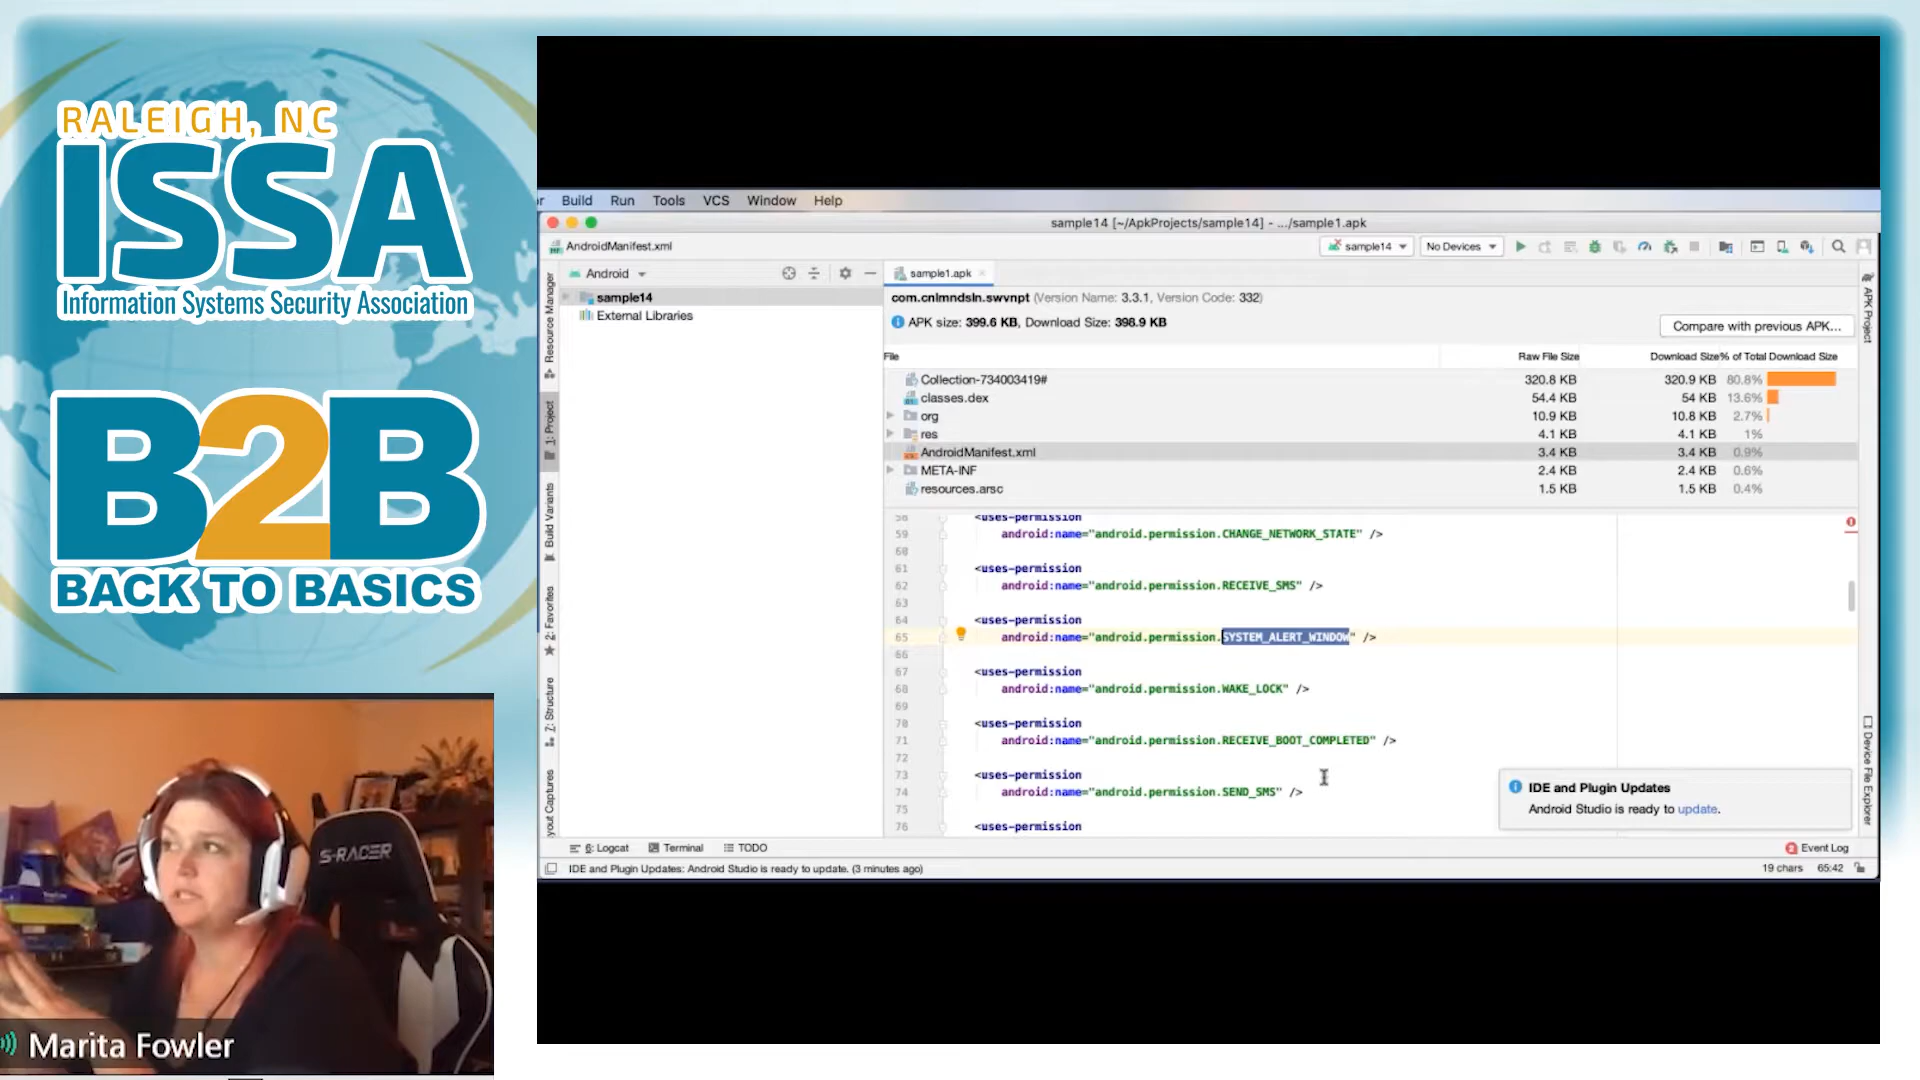 RALEIGH, NC
ISSA
Information Systems Security Association
B2B
BACK TO BASICS
S-RACER
Marita Fowler
Build Run Tools VCS Window Help
sample14 [~/ApkProjects/sample14] - .../sample1.apk
AndroidManifest.xml
sample14
No Devices
Android
sample14
External Libraries
Resource Manager
1: Project
Build Variants
2: Favorites
7: Structure
yout Captures
sample1.apk
com.cnlmndsln.swvnpt (Version Name: 3.3.1, Version Code: 332)
APK size: 399.6 KB, Download Size: 398.9 KB
Compare with previous APK...
File Raw File Size Download Size % of Total Download Size
Collection-734003419# 320.8 KB 320.9 KB 80.8%
classes.dex 54.4 KB 54 KB 13.6%
org 10.9 KB 10.8 KB 2.7%
res 4.1 KB 4.1 KB 1%
AndroidManifest.xml 3.4 KB 3.4 KB 0.9%
META-INF 2.4 KB 2.4 KB 0.6%
resources.arsc 1.5 KB 1.5 KB 0.4%
58 <uses-permission
59 android:name="android.permission.CHANGE_NETWORK_STATE" />
60
61 <uses-permission
62 android:name="android.permission.RECEIVE_SMS" />
63
64 <uses-permission
65 android:name="android.permission.SYSTEM_ALERT_WINDOW" />
66
67 <uses-permission
68 android:name="android.permission.WAKE_LOCK" />
69
70 <uses-permission
71 android:name="android.permission.RECEIVE_BOOT_COMPLETED" />
72
73 <uses-permission
74 android:name="android.permission.SEND_SMS" />
75
76 <uses-permission
IDE and Plugin Updates
Android Studio is ready to update.
APK Project
Device File Explorer
6: Logcat Terminal TODO
Event Log
IDE and Plugin Updates: Android Studio is ready to update. (3 minutes ago)
19 chars 65:42